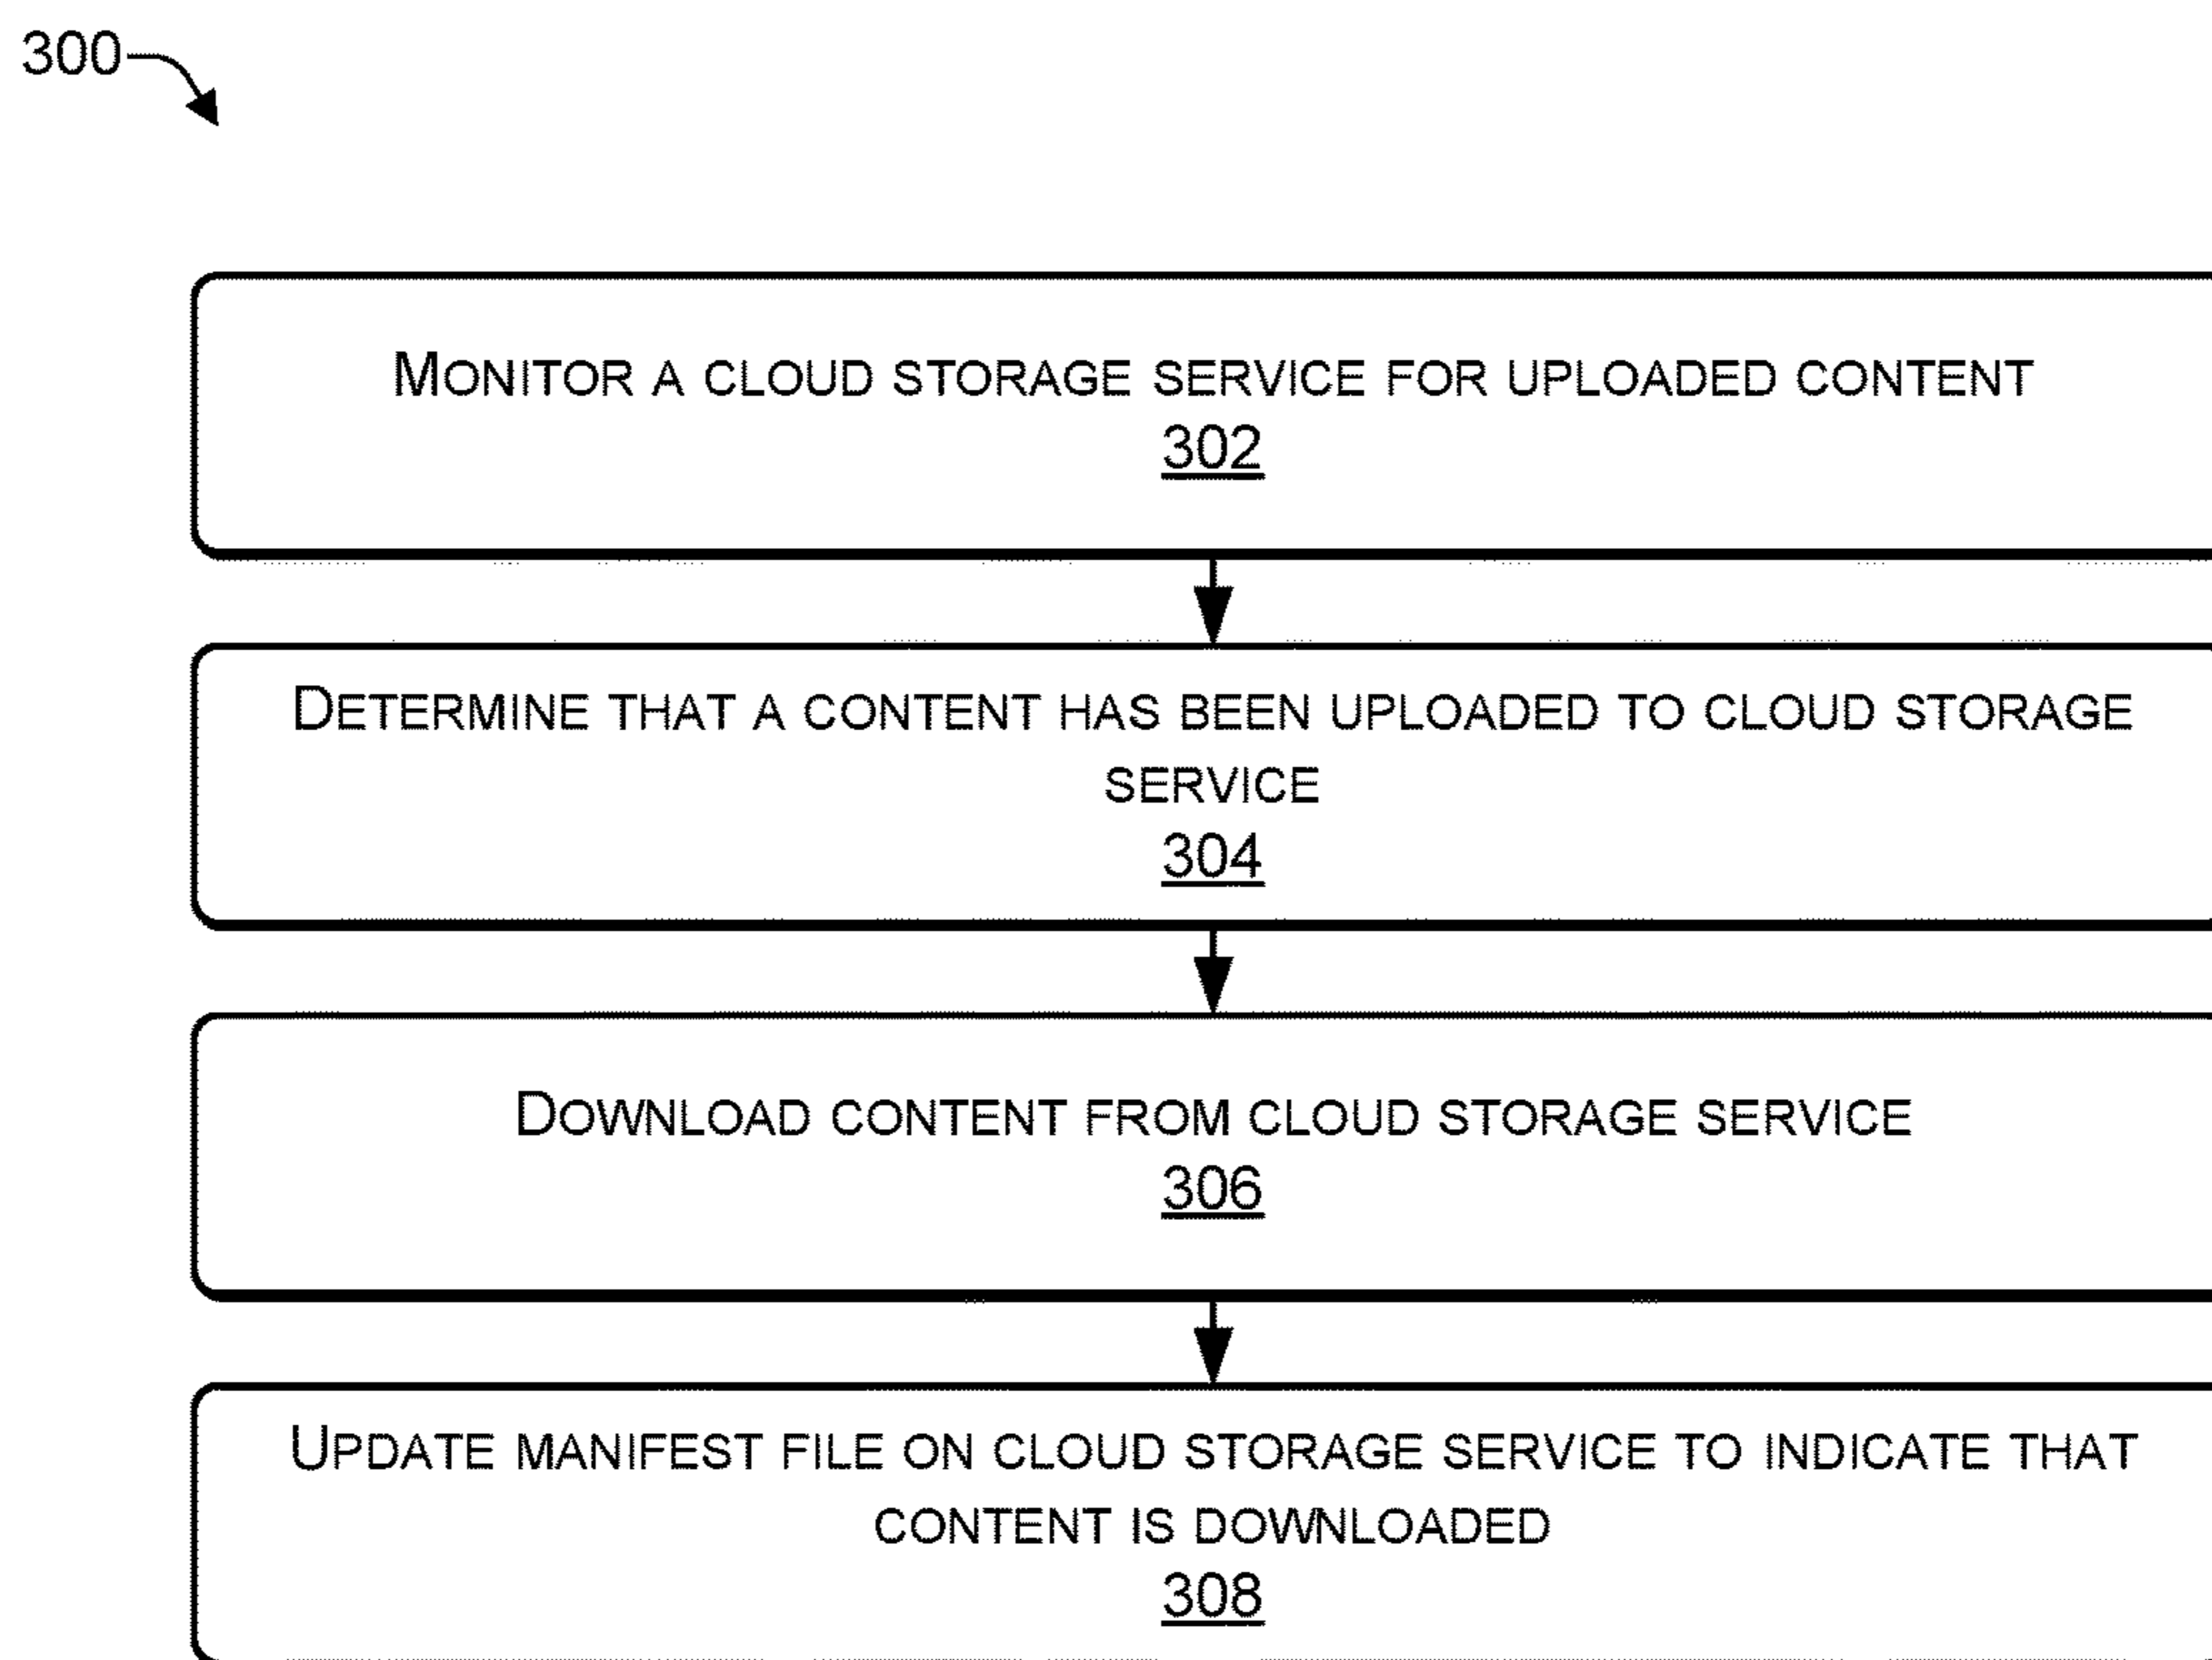 300
MONITOR A CLOUD STORAGE SERVICE FOR UPLOADED CONTENT
302
DETERMINE THAT A CONTENT HAS BEEN UPLOADED TO CLOUD STORAGE
SERVICE
304
DOWNLOAD CONTENT FROM CLOUD STORAGE SERVICE
306
UPDATE MANIFEST FILE ON CLOUD STORAGE SERVICE TO INDICATE THAT
CONTENT IS DOWNLOADED
308